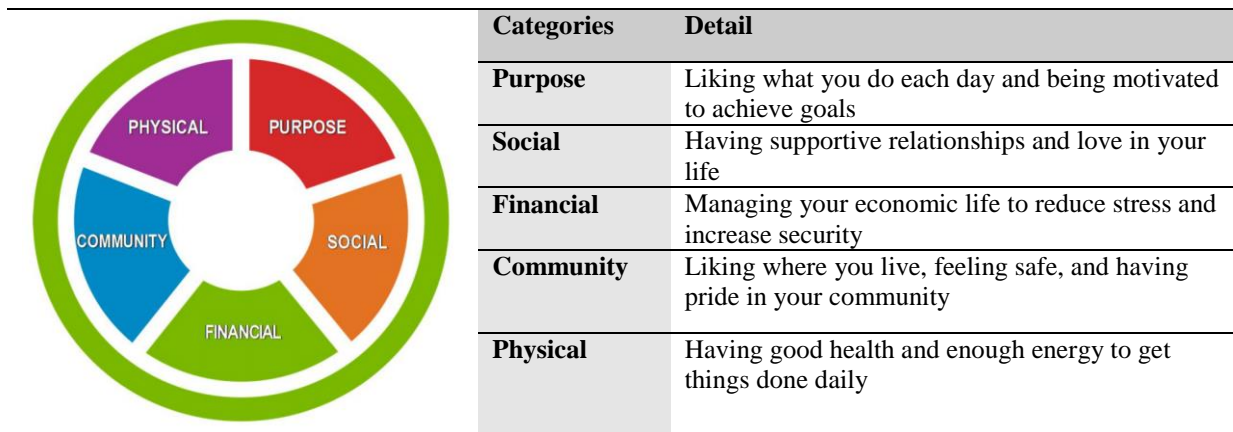 PHYSICAL
PURPOSE
COMMUNITY
SOCIAL
FINANCIAL
Categories Detail
Purpose Liking what you do each day and being motivated
to achieve goals
Social Having supportive relationships and love in your
life
Financial Managing your economic life to reduce stress and
increase security
Community Liking where you live, feeling safe, and having
pride in your community
Physical Having good health and enough energy to get
things done daily